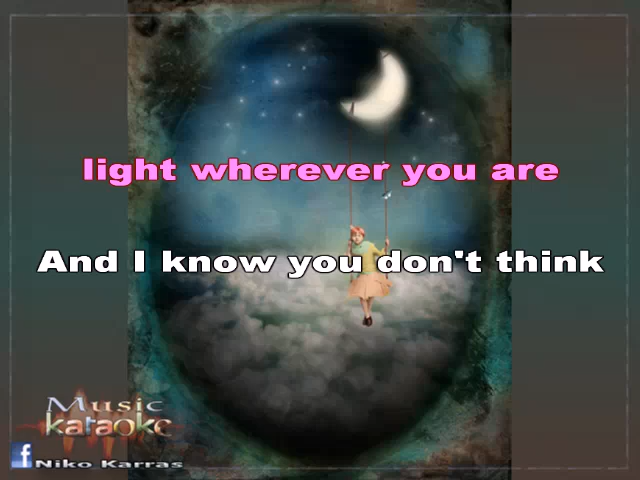 light wherever you are
And I know you don't think
Music
karaoke
f Niko Karras